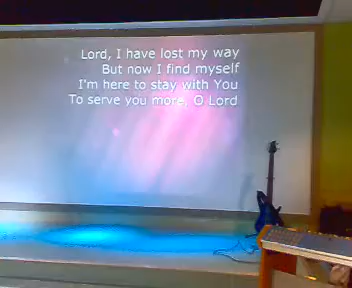 Lord, I have lost my way
But now I find myself
I'm here to stay with You
To serve you more, O Lord